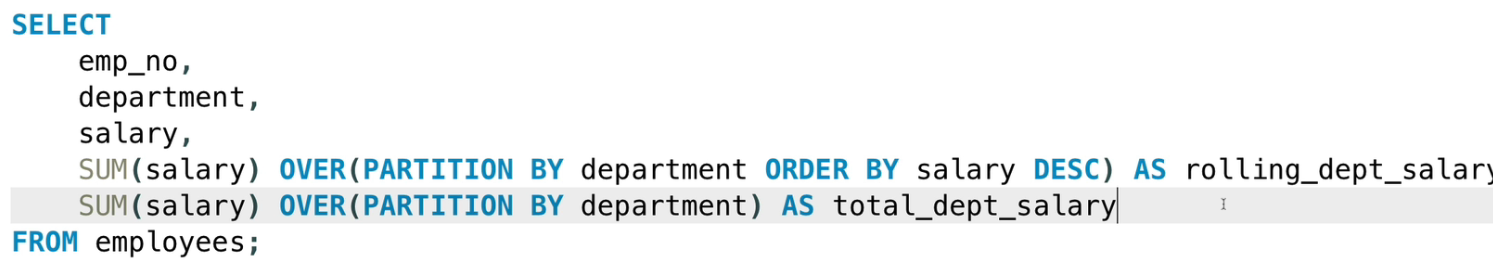 SELECT
emp_no,
department,
salary,
SUM(salary) OVER(PARTITION BY department ORDER BY salary DESC) AS rolling_dept_salary
SUM(salary) OVER(PARTITION BY department) AS total_dept_salary
FROM employees;